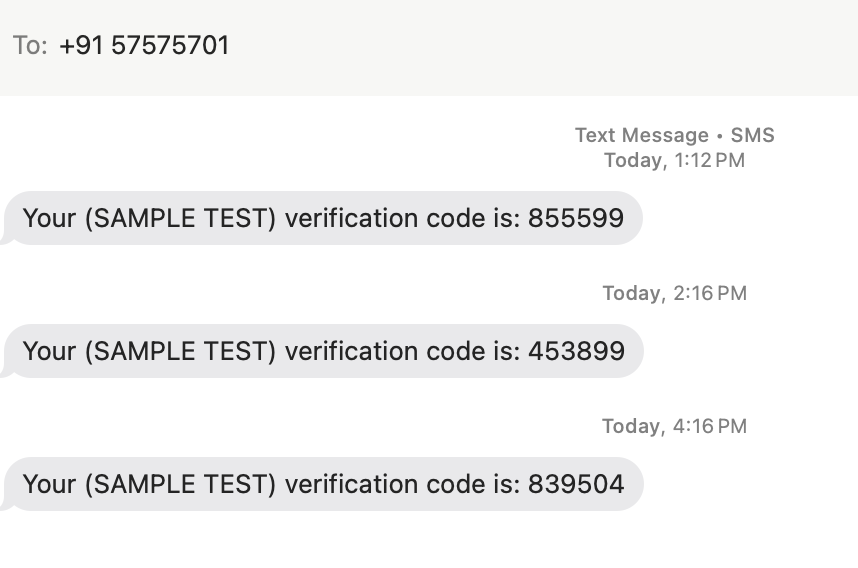 To: +91 57575701
Text Message • SMS
Today, 1:12 PM
Your (SAMPLE TEST) verification code is: 855599
Today, 2:16 PM
Your (SAMPLE TEST) verification code is: 453899
Today, 4:16 PM
Your (SAMPLE TEST) verification code is: 839504